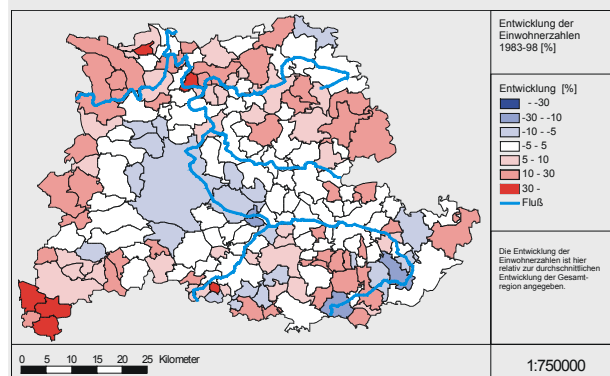 Entwicklung der
Einwohnerzahlen
1983-98 [%]
Entwicklung [%]
- -30
-30 - -10
-10 - -5
-5 - 5
5 - 10
10 - 30
30 -
Fluß
Die Entwicklung der
Einwohnerzahlen ist hier
relativ zur durchschnittlichen
Entwicklung der Gesamt-
region angegeben.
0 5 10 15 20 25 Kilometer
1:750000